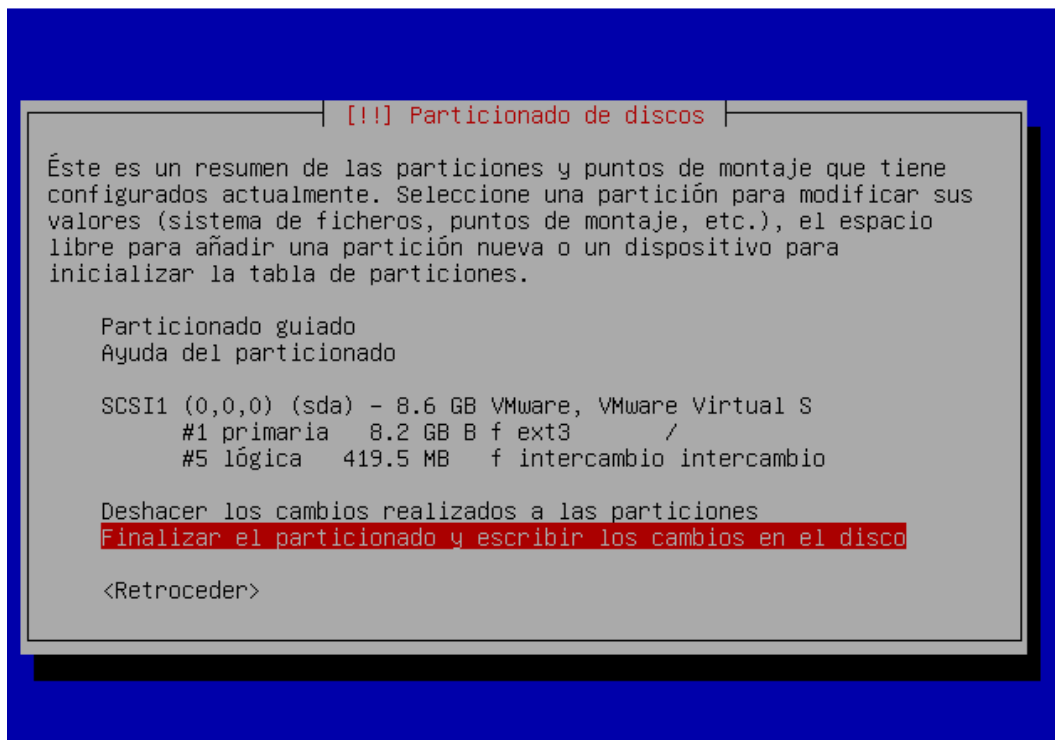 [!!] Particionado de discos
Éste es un resumen de las particiones y puntos de montaje que tiene
configurados actualmente. Seleccione una partición para modificar sus
valores (sistema de ficheros, puntos de montaje, etc.), el espacio
libre para añadir una partición nueva o un dispositivo para
inicializar la tabla de particiones.
Particionado guiado
Ayuda del particionado
SCSI1 (0,0,0) (sda) – 8.6 GB VMware, VMware Virtual S
#1 primaria 8.2 GB B f ext3 /
#5 lógica 419.5 MB f intercambio intercambio
Deshacer los cambios realizados a las particiones
Finalizar el particionado y escribir los cambios en el disco
<Retroceder>